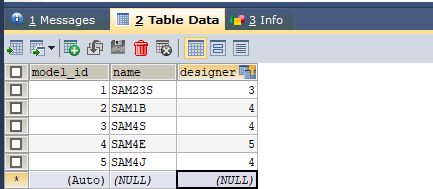 1 Messages 2 Table Data 3 Info
model_id name designer
1 SAM23S 3
2 SAM1B 4
3 SAM4S 4
4 SAM4E 5
5 SAM4J 4
* (Auto) (NULL) (NULL)